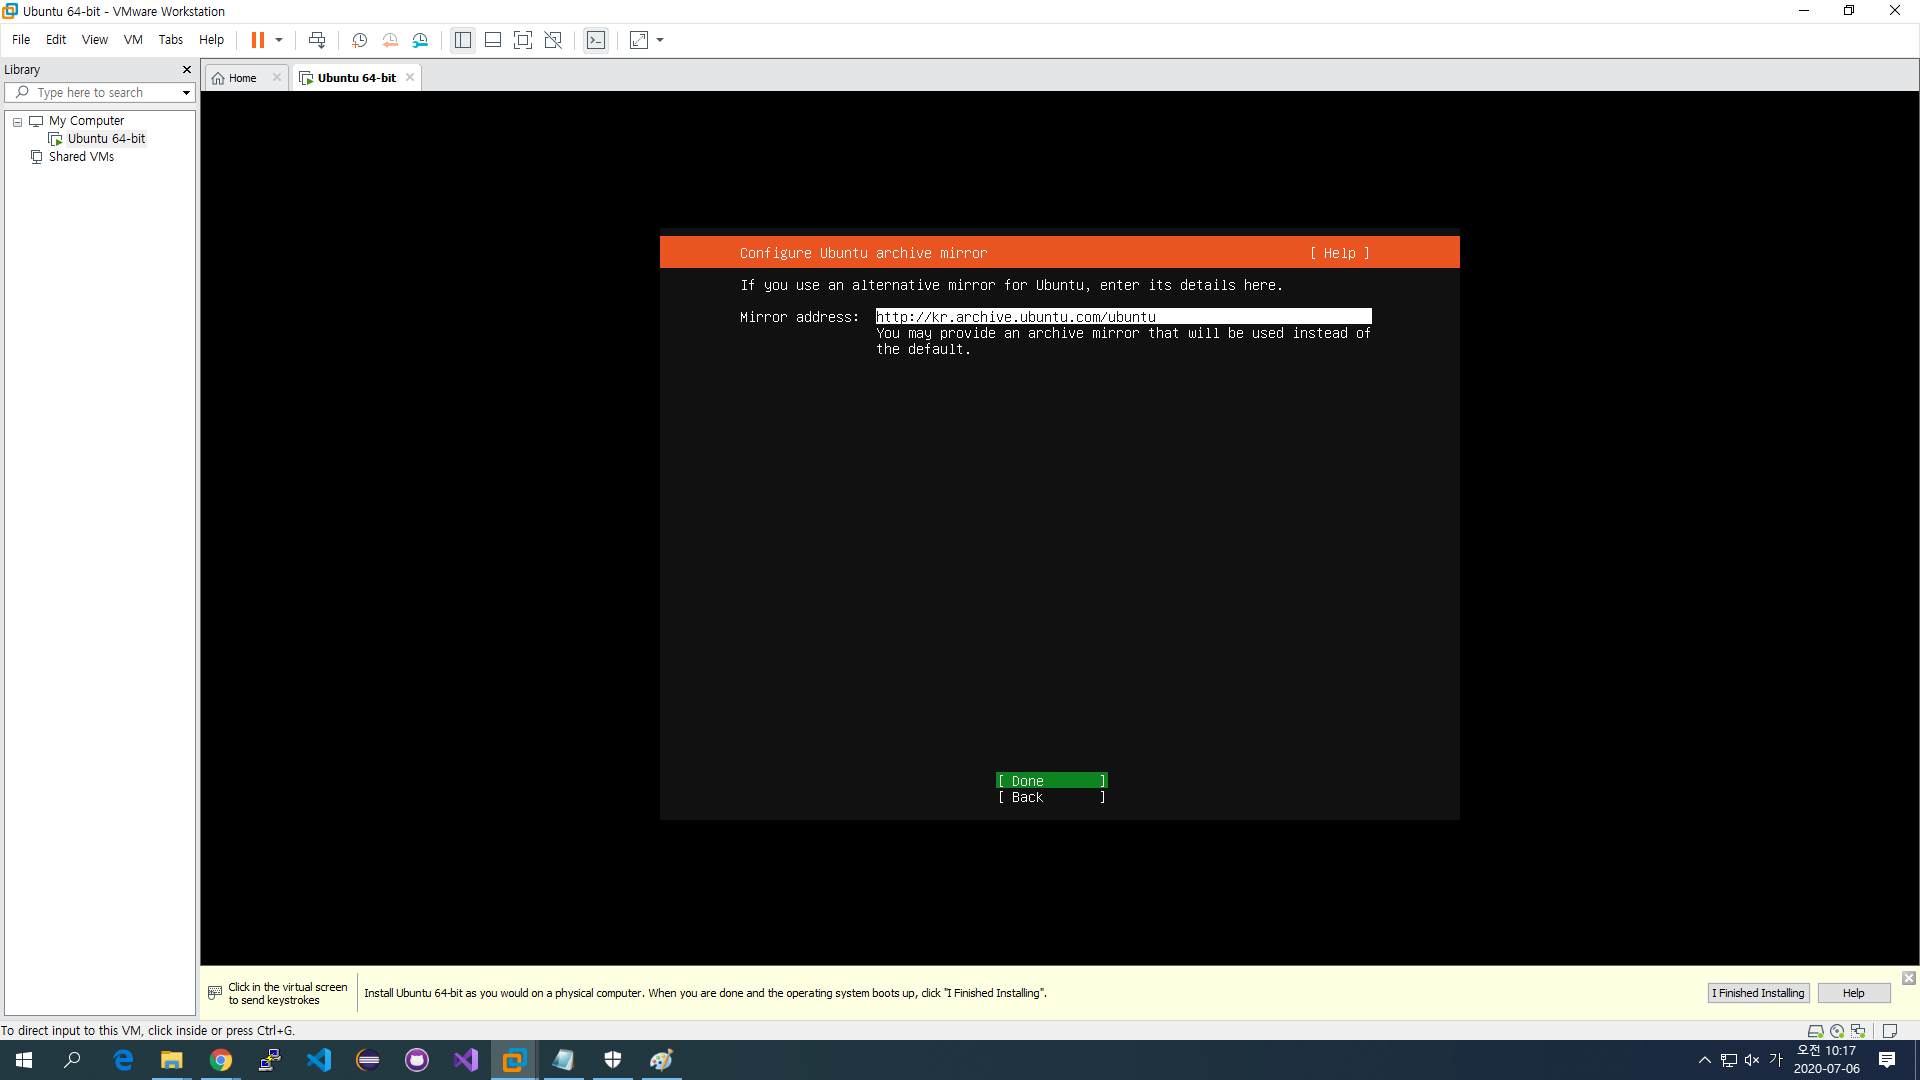 Ubuntu 64-bit - VMware Workstation
File Edit View VM Tabs Help
Library
Type here to search
My Computer
Ubuntu 64-bit
Shared VMs
Home
Ubuntu 64-bit
Configure Ubuntu archive mirror [ Help ]
If you use an alternative mirror for Ubuntu, enter its details here.
Mirror address: http://kr.archive.ubuntu.com/ubuntu
You may provide an archive mirror that will be used instead of
the default.
[ Done ]
[ Back ]
Click in the virtual screen
to send keystrokes
Install Ubuntu 64-bit as you would on a physical computer. When you are done and the operating system boots up, click "I Finished Installing".
I Finished Installing
Help
To direct input to this VM, click inside or press Ctrl+G.
가
오전 10:17
2020-07-06